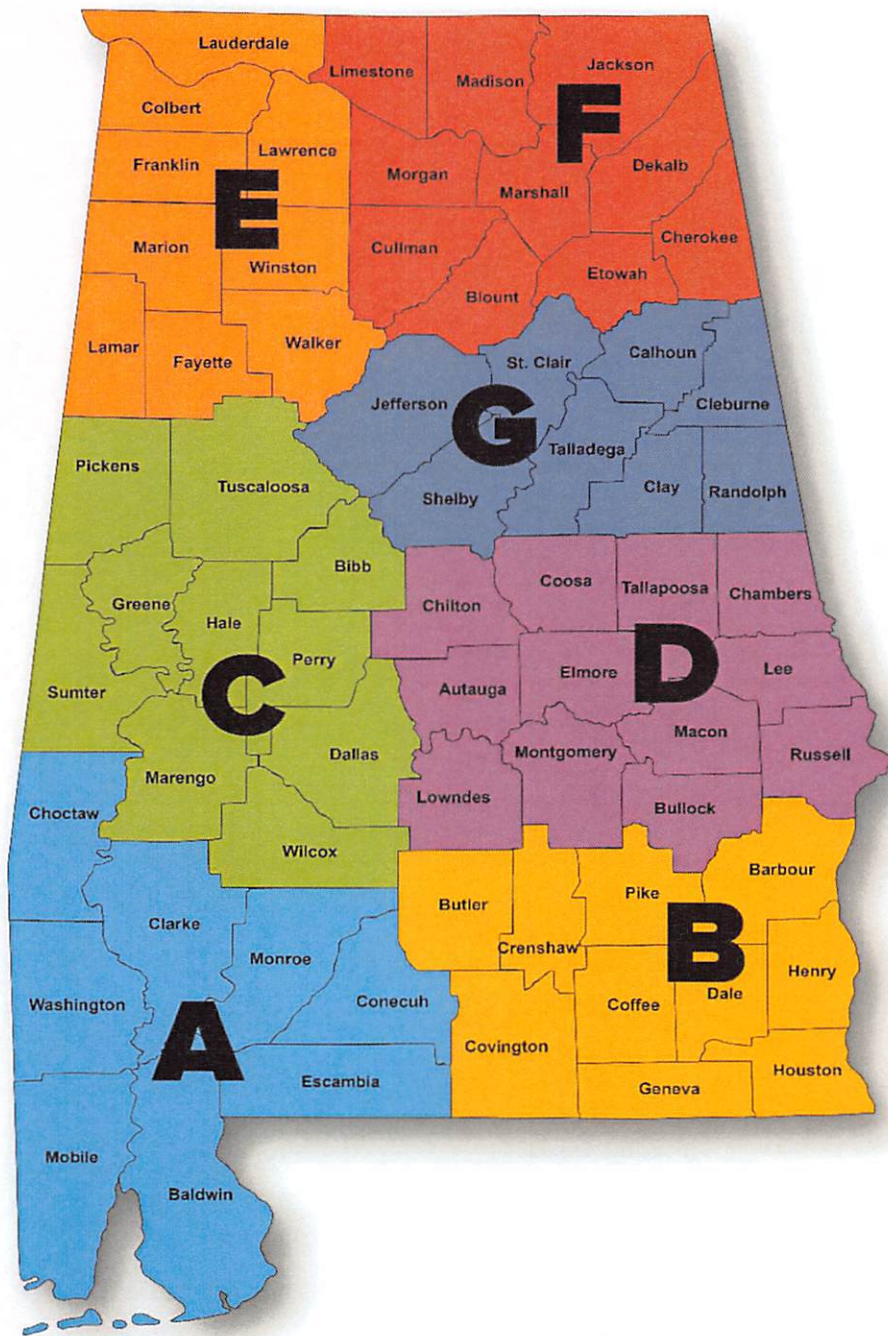 Lauderdale
Limestone
Madison
Jackson
Colbert
F
Franklin
Lawrence
Morgan
Marshall
Dekalb
E
Marion
Winston
Cullman
Cherokee
Blount
Etowah
Lamar
Fayette
Walker
St. Clair
Calhoun
Jefferson
G
Cleburne
Pickens
Tuscaloosa
Talladega
Shelby
Clay
Randolph
Bibb
Greene
Hale
Chilton
Coosa
Tallapoosa
Chambers
Perry
Sumter
C
Autauga
Elmore
D
Lee
Marengo
Dallas
Montgomery
Macon
Russell
Choctaw
Lowndes
Bullock
Wilcox
Clarke
Butler
Pike
Barbour
Monroe
Crenshaw
B
Washington
A
Conecuh
Coffee
Dale
Henry
Escambia
Covington
Geneva
Houston
Mobile
Baldwin